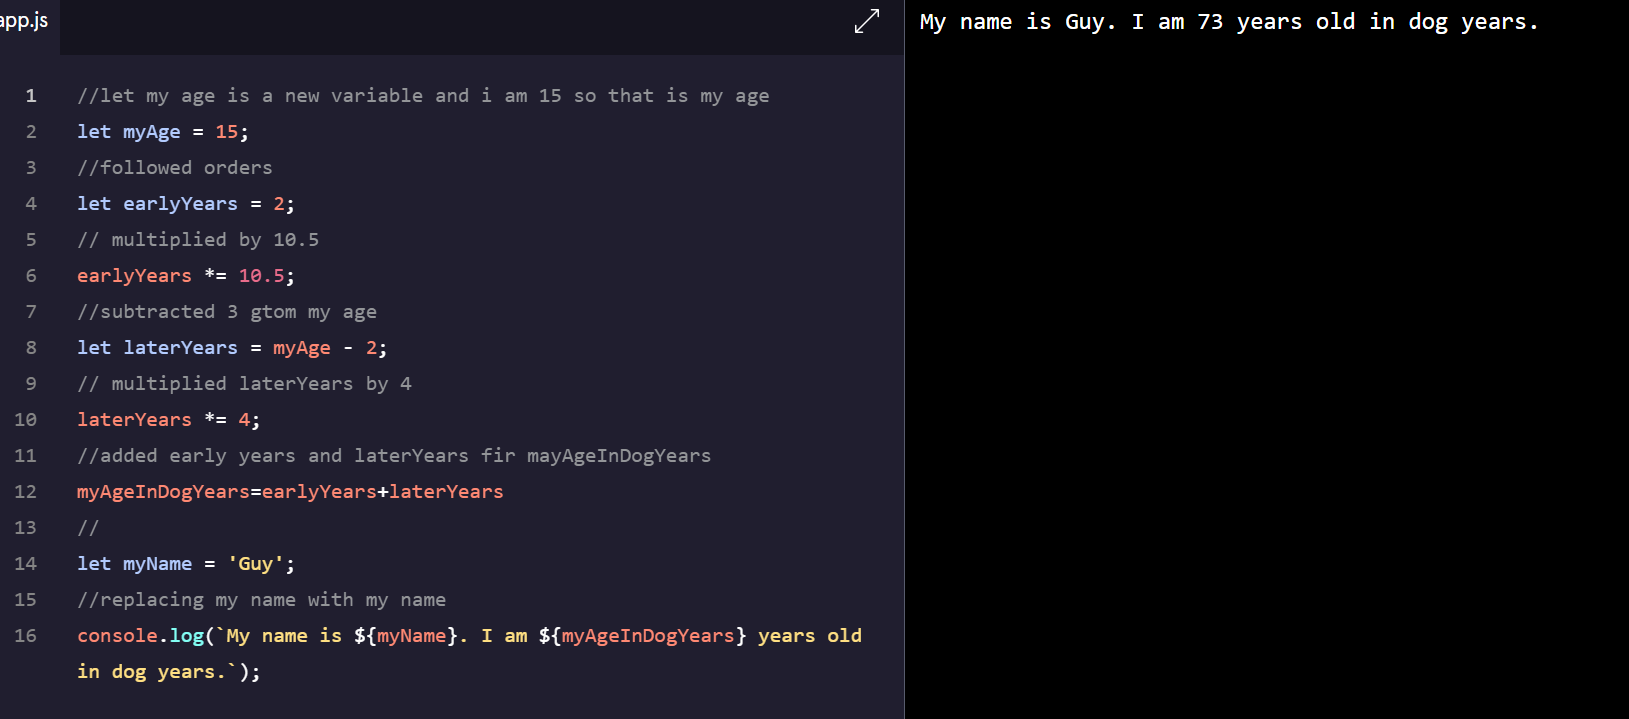 app.js
1 //let my age is a new variable and i am 15 so that is my age
2 let myAge = 15;
3 //followed orders
4 let earlyYears = 2;
5 // multiplied by 10.5
6 earlyYears *= 10.5;
7 //subtracted 3 gtom my age
8 let laterYears = myAge - 2;
9 // multiplied laterYears by 4
10 laterYears *= 4;
11 //added early years and laterYears fir mayAgeInDogYears
12 myAgeInDogYears=earlyYears+laterYears
13 //
14 let myName = 'Guy';
15 //replacing my name with my name
16 console.log(`My name is ${myName}. I am ${myAgeInDogYears} years old
in dog years.`);
My name is Guy. I am 73 years old in dog years.